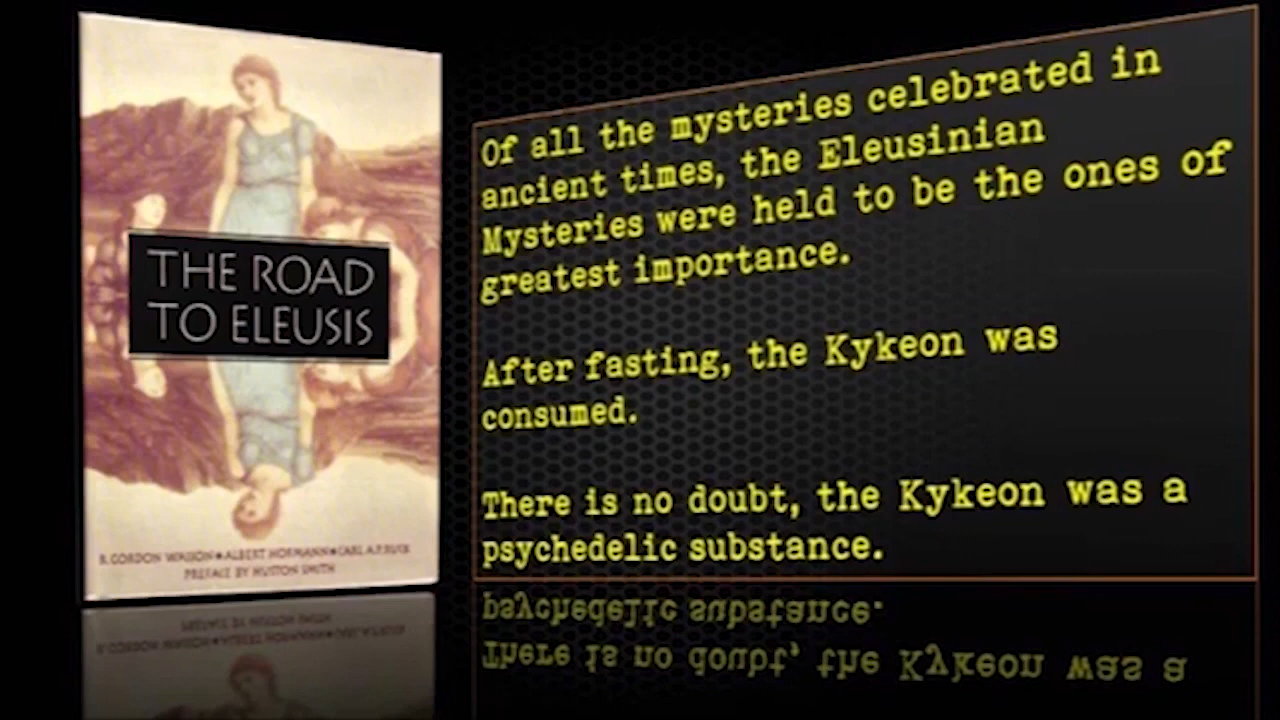 THE ROAD
TO ELEUSIS
R. GORDON WASSON ★ ALBERT HOFMANN ★ CARL A.P. RUCK
PREFACE BY HUSTON SMITH
Of all the mysteries celebrated in
ancient times, the Eleusinian
Mysteries were held to be the ones of
greatest importance.
After fasting, the Kykeon was
consumed.
There is no doubt, the Kykeon was a
psychedelic substance.